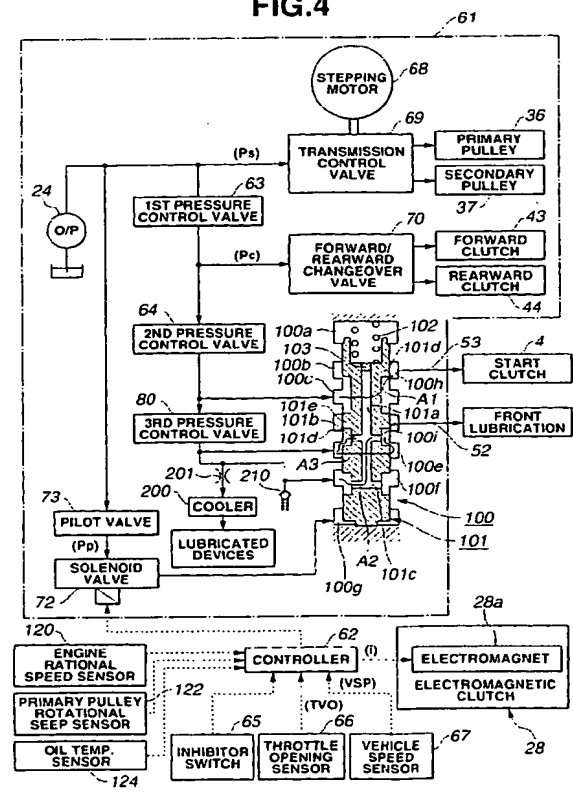 FIG.4
61
STEPPING
MOTOR
68
69
(Ps)
TRANSMISSION
CONTROL
VALVE
36
PRIMARY
PULLEY
SECONDARY
PULLEY
37
24
O/P
63
1ST PRESSURE
CONTROL VALVE
70
43
(Pc)
FORWARD/
REARWARD
CHANGEOVER
VALVE
FORWARD
CLUTCH
REARWARD
CLUTCH
44
64
2ND PRESSURE
CONTROL VALVE
100a
102
103
101d
53
4
100b
100c
100h
START
CLUTCH
A1
80
101e
101a
3RD PRESSURE
CONTROL VALVE
101b
100i
FRONT
LUBRICATION
101d
52
A3
100e
201
210
100f
200
COOLER
100
73
PILOT VALVE
LUBRICATED
DEVICES
101
(Pp)
SOLENOID
VALVE
A2
101c
72
100g
28a
120
62
ENGINE
RATIONAL
SPEED SENSOR
CONTROLLER
(i)
ELECTROMAGNET
(VSP)
ELECTROMAGNETIC
CLUTCH
122
PRIMARY PULLEY
ROTATIONAL
SEEP SENSOR
65
(TVO)
66
67
28
OIL TEMP.
SENSOR
INHIBITOR
SWITCH
THROTTLE
OPENING
SENSOR
VEHICLE
SPEED
SENSOR
124